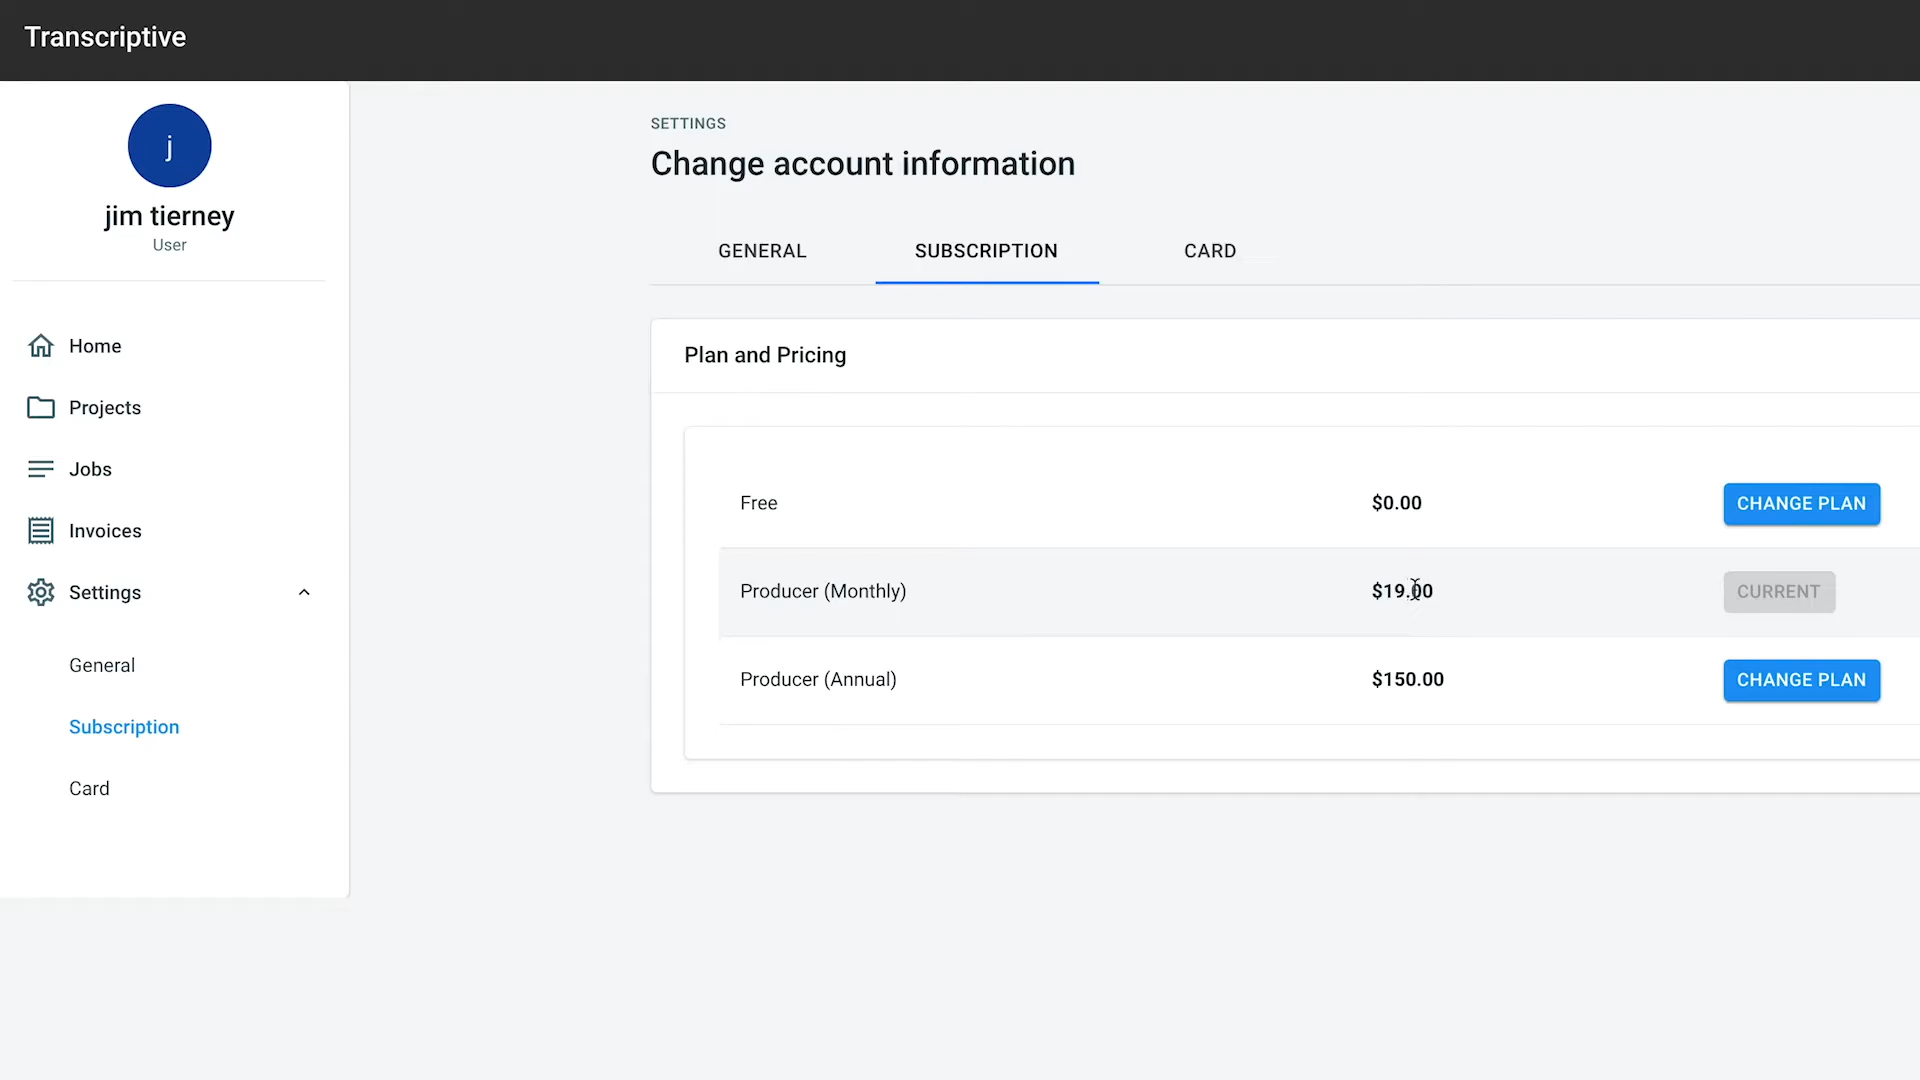 Transcriptive
j
jim tierney
User
Home
Projects
Jobs
Invoices
Settings
General
Subscription
Card
SETTINGS
Change account information
GENERAL SUBSCRIPTION CARD
Plan and Pricing
Free $0.00 CHANGE PLAN
Producer (Monthly) $19.00 CURRENT
Producer (Annual) $150.00 CHANGE PLAN